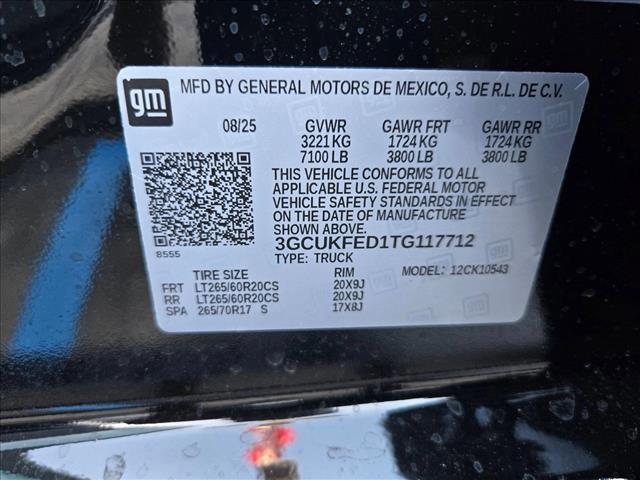 gm
MFD BY GENERAL MOTORS DE MEXICO, S. DE R.L. DE C.V.
08/25 GVWR GAWR FRT GAWR RR
3221 KG 1724 KG 1724 KG
7100 LB 3800 LB 3800 LB
THIS VEHICLE CONFORMS TO ALL
APPLICABLE U.S. FEDERAL MOTOR
VEHICLE SAFETY STANDARDS IN
EFFECT ON THE DATE OF MANUFACTURE
SHOWN ABOVE.
3GCUKFED1TG117712
8555
TYPE: TRUCK MODEL: 12CK10543
TIRE SIZE RIM
FRT LT265/60R20CS 20X9J
RR LT265/60R20CS 20X9J
SPA 265/70R17 S 17X8J